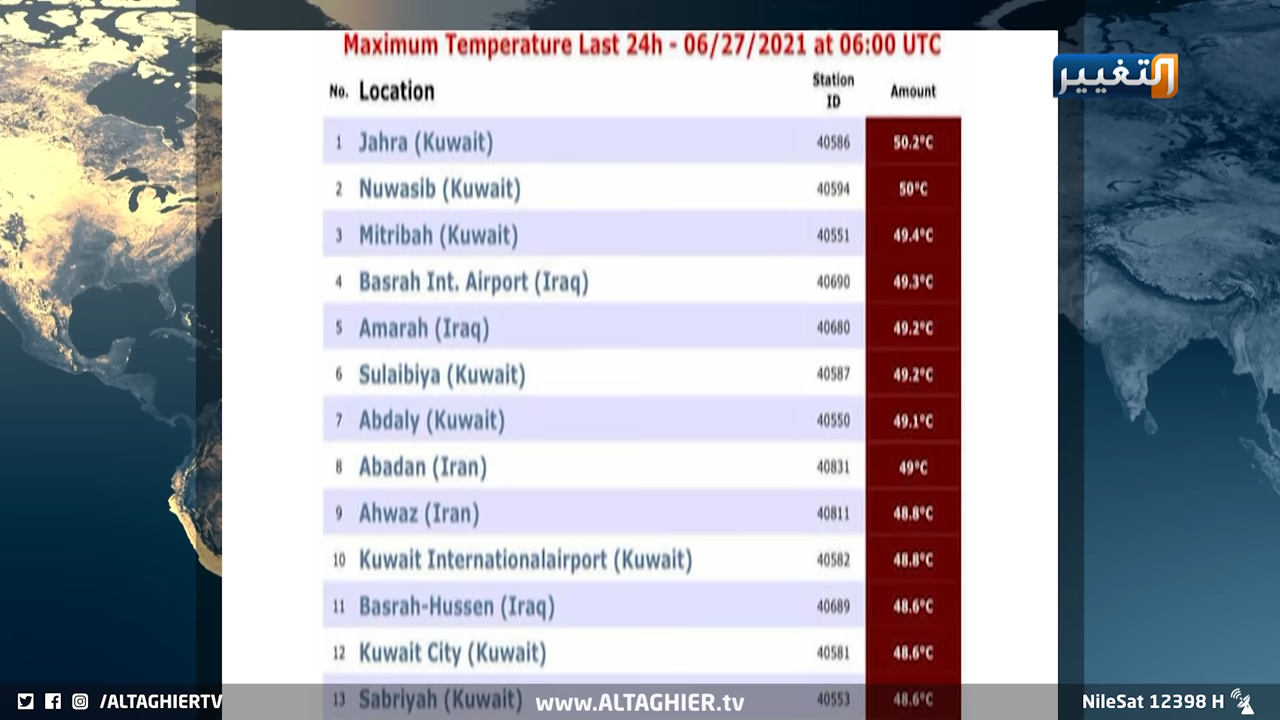 Maximum Temperature Last 24h - 06/27/2021 at 06:00 UTC
التغيير
No. Location Station ID Amount
1 Jahra (Kuwait) 40586 50.2°C
2 Nuwasib (Kuwait) 40594 50°C
3 Mitribah (Kuwait) 40551 49.4°C
4 Basrah Int. Airport (Iraq) 40690 49.3°C
5 Amarah (Iraq) 40680 49.2°C
6 Sulaibiya (Kuwait) 40587 49.2°C
7 Abdaly (Kuwait) 40550 49.1°C
8 Abadan (Iran) 40831 49°C
9 Ahwaz (Iran) 40811 48.8°C
10 Kuwait Internationalairport (Kuwait) 40582 48.8°C
11 Basrah-Hussen (Iraq) 40689 48.6°C
12 Kuwait City (Kuwait) 40581 48.6°C
13 Sabriyah (Kuwait) 40553 48.6°C
/ALTAGHIERTV www.ALTAGHIER.tv NileSat 12398 H